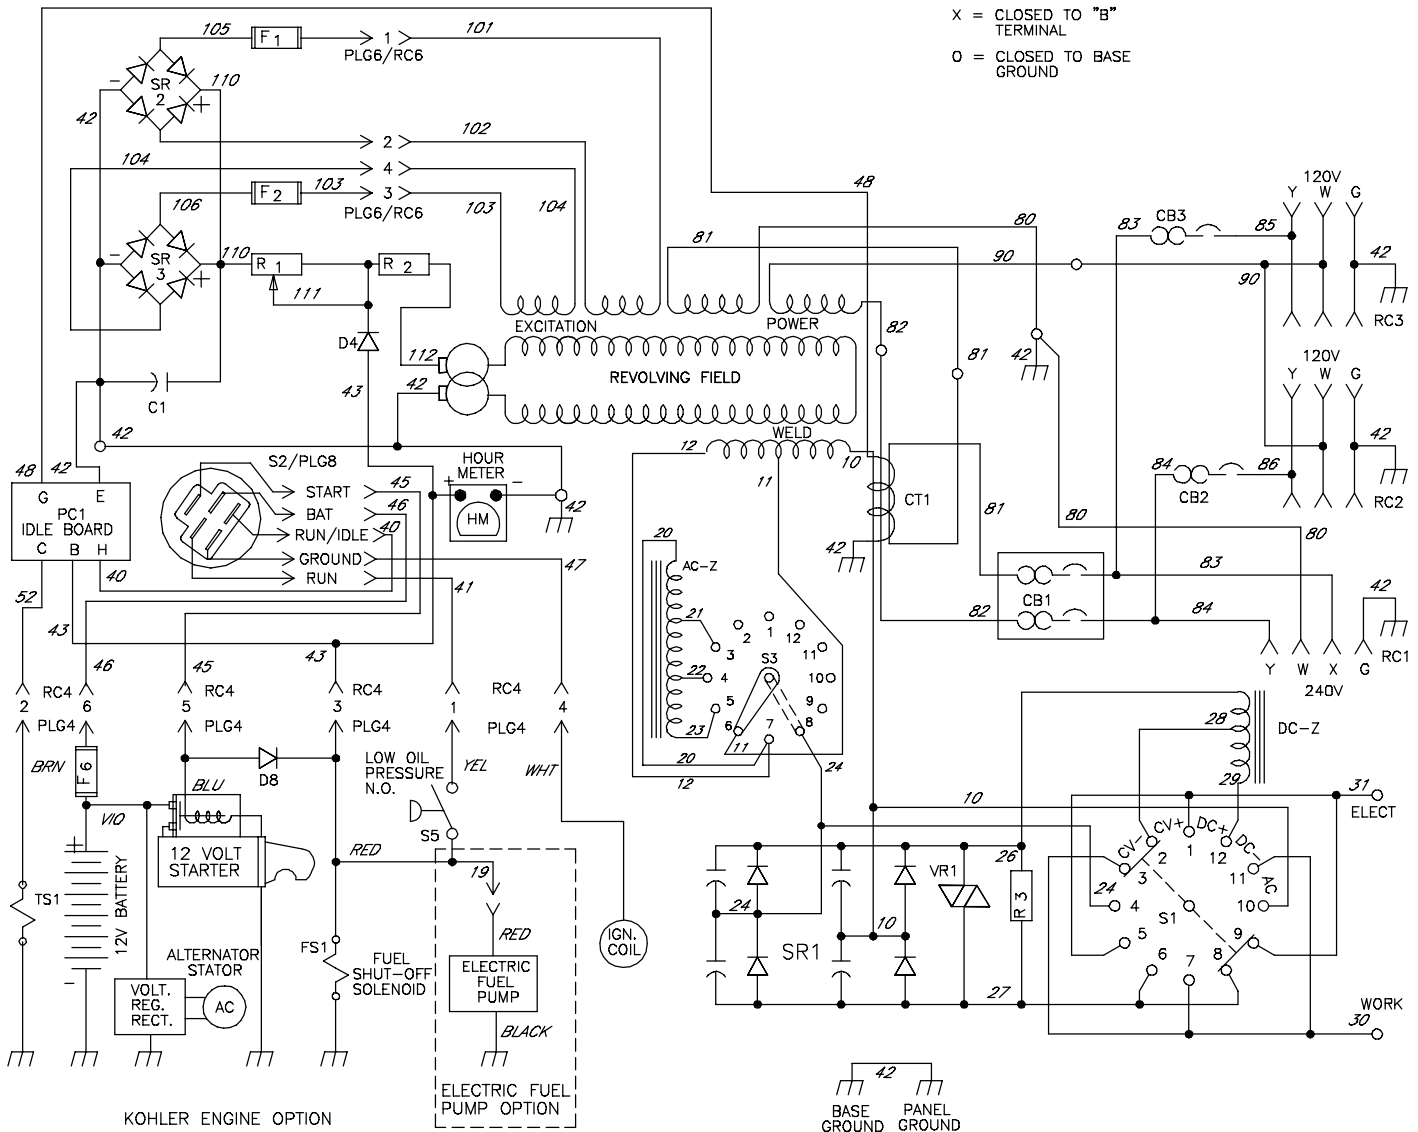 X = CLOSED TO "B"
TERMINAL
O = CLOSED TO BASE
GROUND
105
F 1
1
101
PLG6/RC6
SR
2
-
110
+
42
2
102
104
4
106
F 2
103
3
103
104
PLG6/RC6
48
80
81
90
120V
Y W G
CB3
83
85
42
90
RC3
110
R 1
R 2
SR
3
+
111
EXCITATION
POWER
82
D4
112
42
43
REVOLVING FIELD
81
42
C1
42
120V
Y W G
42
WELD
12
10
11
84
86
CB2
RC2
48
42
S2/PLG8
HOUR
METER
+
-
HM
42
45
46
40
START
BAT
RUN/IDLE
GROUND
RUN
G
E
PC1
IDLE BOARD
C B H
40
47
41
CT1
81
80
80
42
20
AC-Z
CB1
83
82
84
42
52
43
21
22
23
1
2
3
4
5
6
7
8
9
10
11
12
S3
Y W X G
RC1
240V
46
45
43
RC4
RC4
RC4
2
6
5
3
1
4
PLG4
PLG4
PLG4
PLG4
11
20
12
24
28
29
DC-Z
BRN
F 6
D8
BLU
LOW OIL
PRESSURE
N.O.
YEL
WHT
S5
10
31
ELECT
VIO
+
12V BATTERY
-
12 VOLT
STARTER
RED
19
TS1
CV-
CV+
DC+
DC-
AC
1
2
3
4
5
6
7
8
9
10
11
12
S1
24
26
VR1
R 3
24
10
SR1
27
IGN.
COIL
FS1
FUEL
SHUT-OFF
SOLENOID
ALTERNATOR
STATOR
VOLT.
REG.
RECT.
AC
RED
ELECTRIC
FUEL
PUMP
BLACK
WORK
30
ELECTRIC FUEL
PUMP OPTION
42
BASE
GROUND
PANEL
GROUND
KOHLER ENGINE OPTION